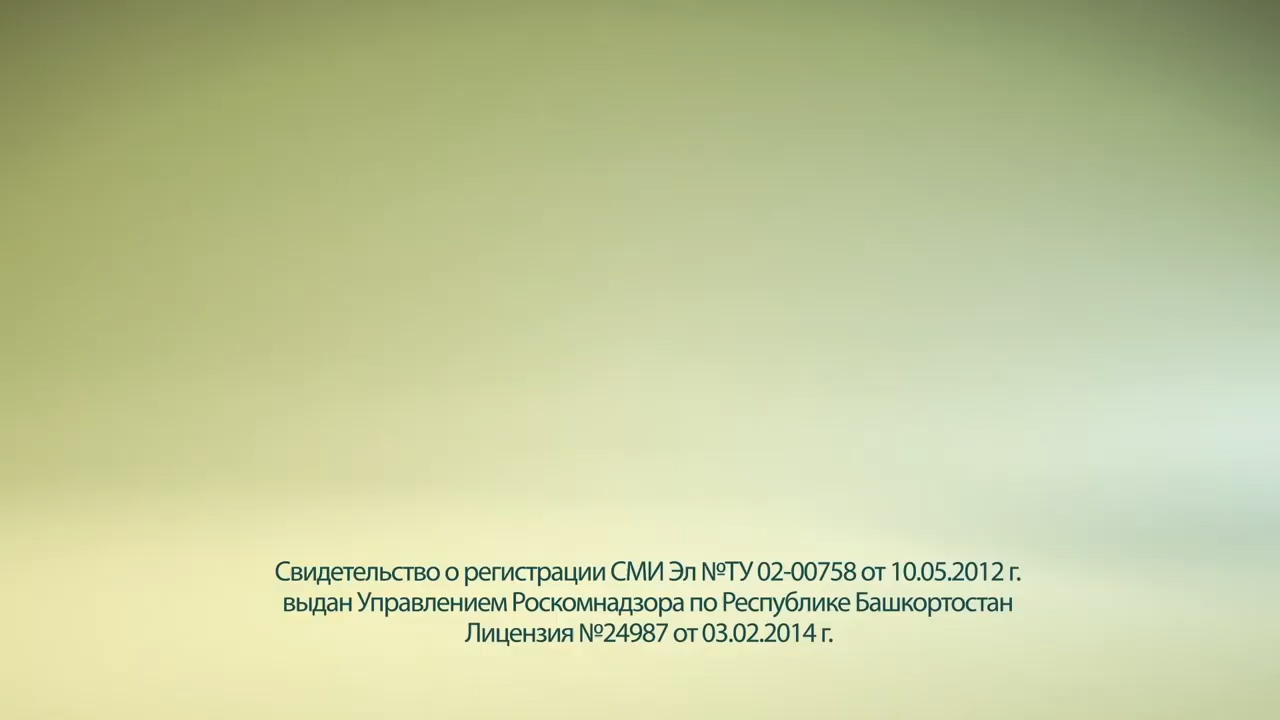 Свидетельство о регистрации СМИ Эл №ТУ 02-00758 от 10.05.2012 г.
выдан Управлением Роскомнадзора по Республике Башкортостан
Лицензия №24987 от 03.02.2014 г.